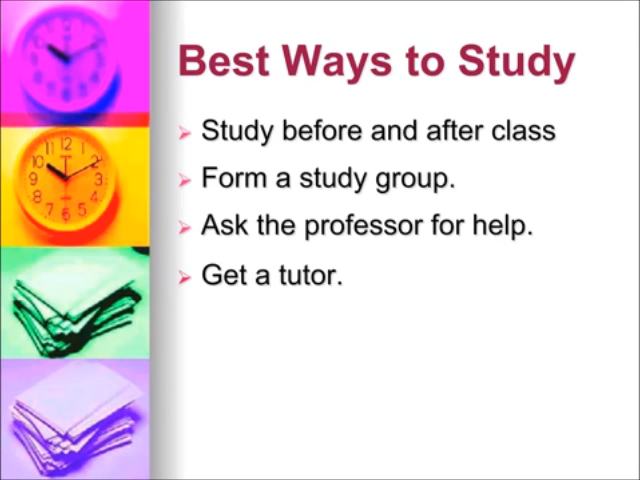 Best Ways to Study
Study before and after class
Form a study group.
Ask the professor for help.
Get a tutor.